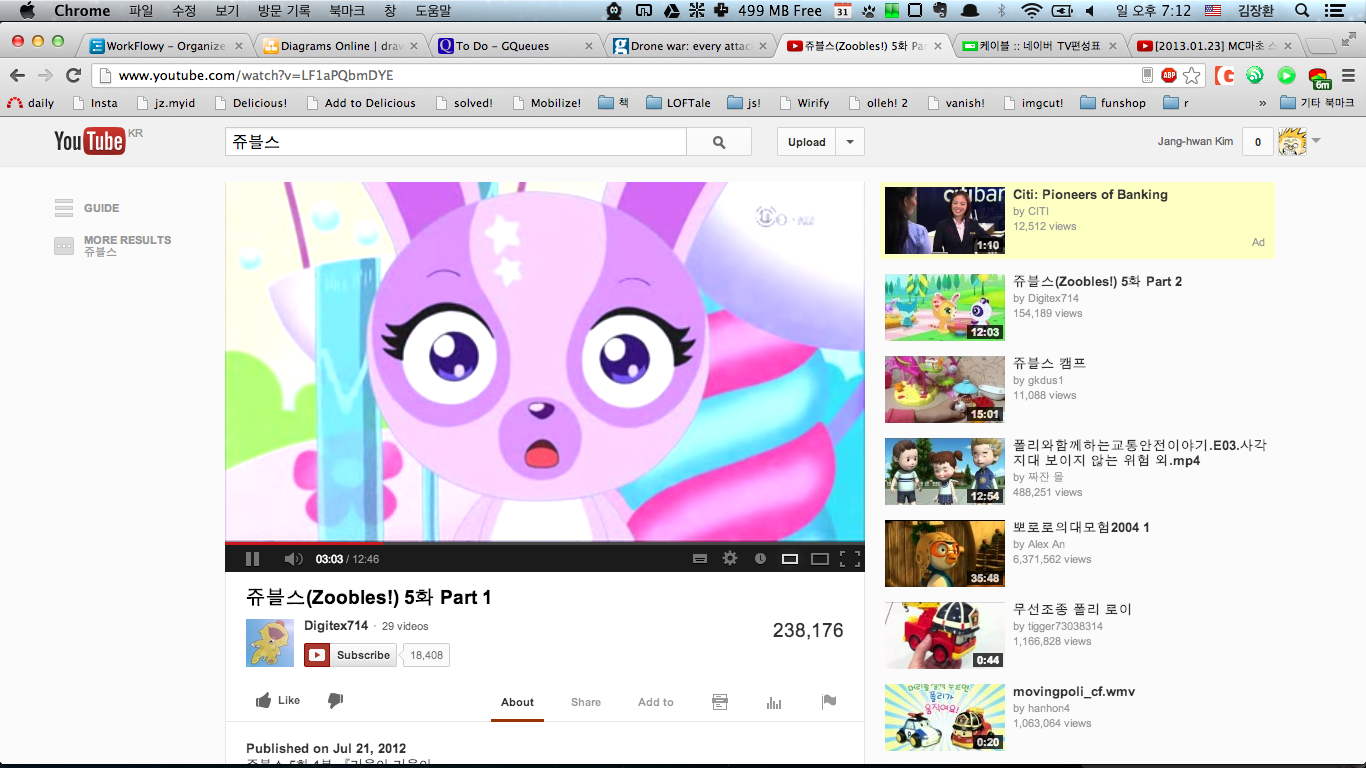 Chrome 파일 수정 보기 방문 기록 북마크 창 도움말 499 MB Free 31 일 오후 7:12 김장환
WorkFlowy – Organize Diagrams Online | draw To Do – GQueues Drone war: every attac 쥬블스(Zoobles!) 5화 Par 케이블 :: 네이버 TV편성표 [2013.01.23] MC마초
www.youtube.com/watch?v=LF1aPQbmDYE ABP 6m
daily Insta jz.myid Delicious! Add to Delicious solved! Mobilize! 책 LOFTale js! Wirify olleh! 2 vanish! imgcut! funshop r » 기타 북마크
YouTube KR 쥬블스 Upload Jang-hwan Kim 0
GUIDE
MORE RESULTS
쥬블스
03:03 / 12:46
쥬블스(Zoobles!) 5화 Part 1
Digitex714 · 29 videos
Subscribe 18,408
238,176
Like About Share Add to
Published on Jul 21, 2012
citiban
1:10
Citi: Pioneers of Banking
by CITI
12,512 views
Ad
12:03
쥬블스(Zoobles!) 5화 Part 2
by Digitex714
154,189 views
15:01
쥬블스 캠프
by gkdus1
11,088 views
12:54
폴리와함께하는교통안전이야기.E03.사각
지대 보이지 않는 위험 외.mp4
by 짜잔 몰
488,251 views
35:48
뽀로로의대모험2004 1
by Alex An
6,371,562 views
0:44
무선조종 폴리 로이
by tigger73038314
1,166,828 views
폴리가
움직여요!
0:20
movingpoli_cf.wmv
by hanhon4
1,063,064 views